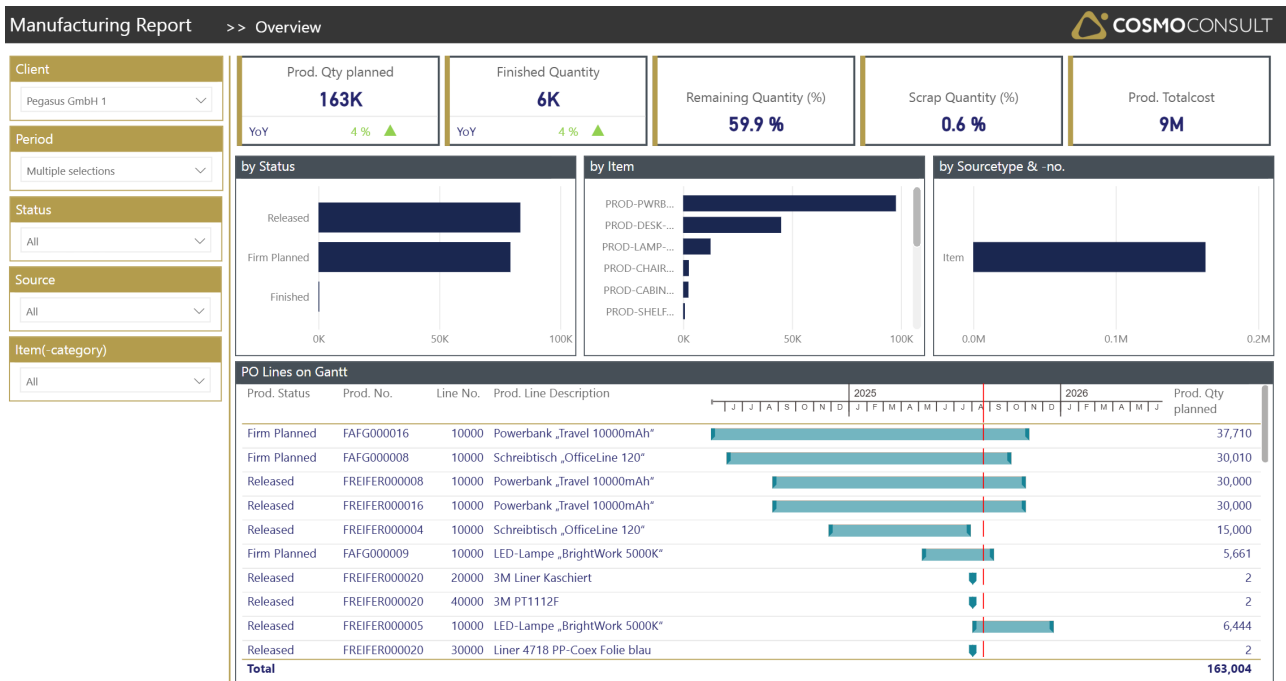 Manufacturing Report >> Overview COSMOCONSULT
Client
Pegasus GmbH 1
Period
Multiple selections
Status
All
Source
All
Item(-category)
All
Prod. Qty planned
163K
YoY 4 %
Finished Quantity
6K
YoY 4 %
Remaining Quantity (%)
59.9 %
Scrap Quantity (%)
0.6 %
Prod. Totalcost
9M
by Status
Released
Firm Planned
Finished
0K 50K 100K
by Item
PROD-PWRB...
PROD-DESK-...
PROD-LAMP-...
PROD-CHAIR...
PROD-CABIN...
PROD-SHELF...
0K 50K 100K
by Sourcetype & -no.
Item
0.0M 0.1M 0.2M
PO Lines on Gantt
Prod. Status Prod. No. Line No. Prod. Line Description 2025 2026 Prod. Qty planned
J J A S O N D J F M A M J J A S O N D J F M A M J
Firm Planned FAFG000016 10000 Powerbank „Travel 10000mAh“ 37,710
Firm Planned FAFG000008 10000 Schreibtisch „OfficeLine 120“ 30,010
Released FREIFER000008 10000 Powerbank „Travel 10000mAh“ 30,000
Released FREIFER000016 10000 Powerbank „Travel 10000mAh“ 30,000
Released FREIFER000004 10000 Schreibtisch „OfficeLine 120“ 15,000
Firm Planned FAFG000009 10000 LED-Lampe „BrightWork 5000K“ 5,661
Released FREIFER000020 20000 3M Liner Kaschiert 2
Released FREIFER000020 40000 3M PT1112F 2
Released FREIFER000005 10000 LED-Lampe „BrightWork 5000K“ 6,444
Released FREIFER000020 30000 Liner 4718 PP-Coex Folie blau 2
Total 163,004